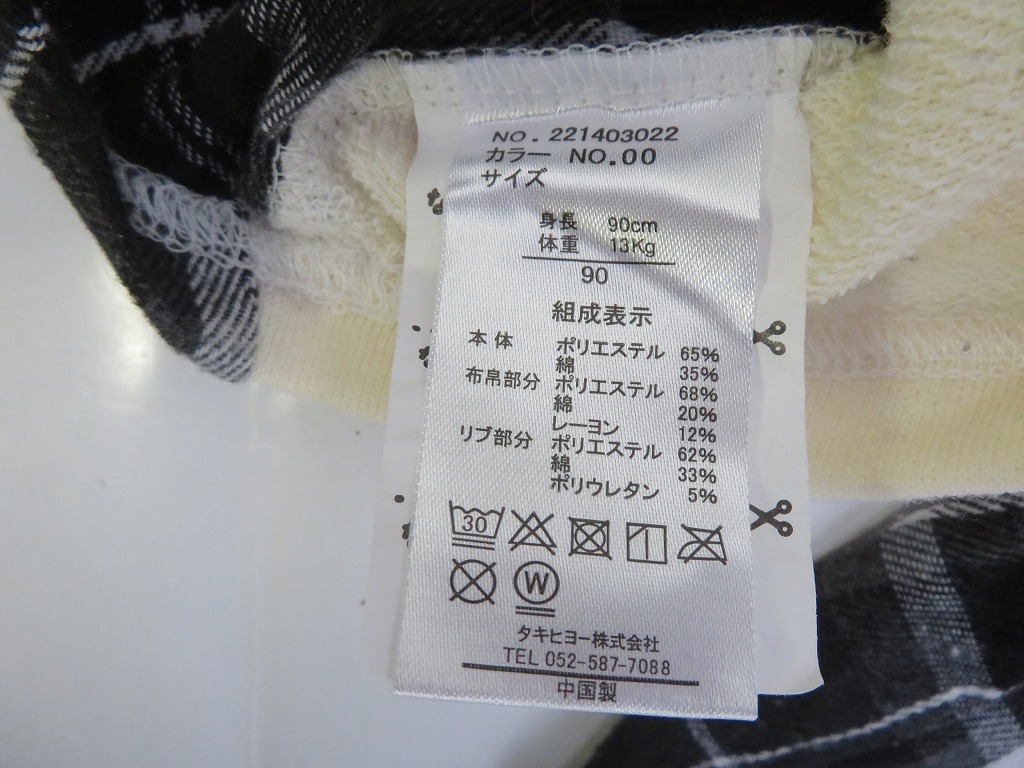 NO. 221403022
カラー NO.00
サイズ
身長 90cm
体重 13Kg
90
組成表示
本体 ポリエステル 65%
綿 35%
布帛部分 ポリエステル 68%
綿 20%
レーヨン 12%
リブ部分 ポリエステル 62%
綿 33%
ポリウレタン 5%
30
W
タキヒヨー株式会社
TEL 052-587-7088
中国製